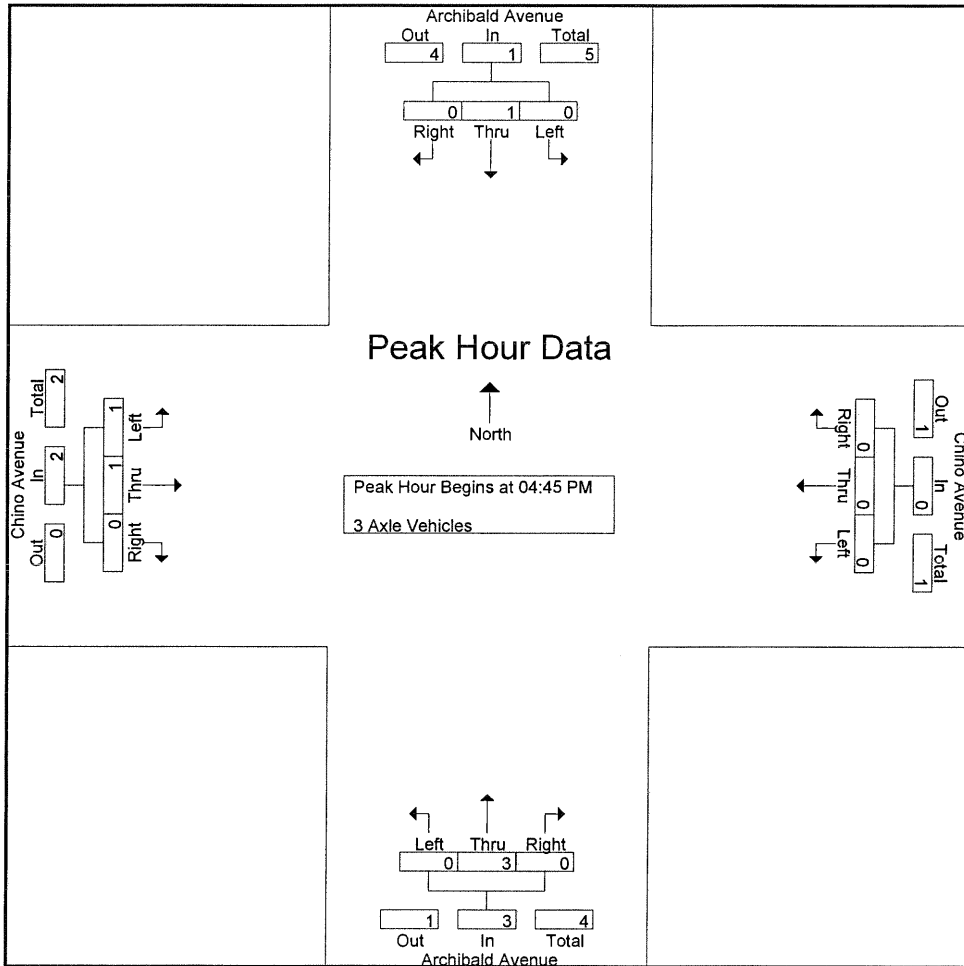 Archibald Avenue
Out In Total
4 1 5
0 1 0
Right Thru Left
Peak Hour Data
North
Peak Hour Begins at 04:45 PM
3 Axle Vehicles
Chino Avenue
Total In Out
2 2 0
1 1 0
Left Thru Right
Right Thru Left
0 0 0
1 0 1
Out In Total
Chino Avenue
Left Thru Right
0 3 0
1 3 4
Out In Total
Archibald Avenue